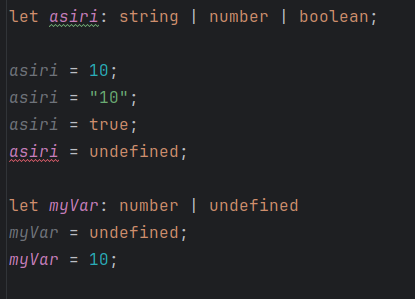 let asiri: string | number | boolean;
asiri = 10;
asiri = "10";
asiri = true;
asiri = undefined;
let myVar: number | undefined
myVar = undefined;
myVar = 10;